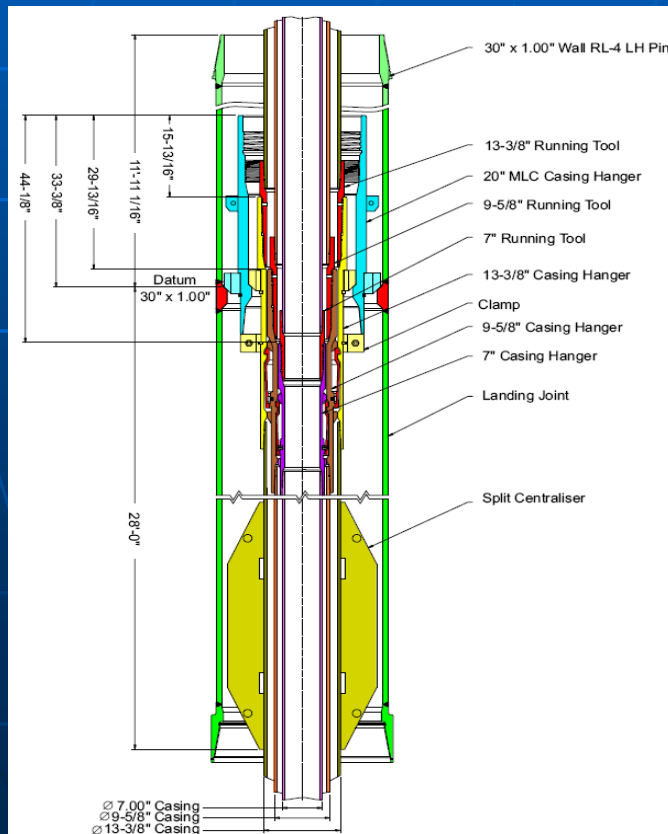 30" x 1.00" Wall RL-4 LH Pin
13-3/8" Running Tool
20" MLC Casing Hanger
9-5/8" Running Tool
7" Running Tool
13-3/8" Casing Hanger
Clamp
9-5/8" Casing Hanger
7" Casing Hanger
Landing Joint
Split Centraliser
44-1/8"
33-3/8"
29-13/16"
11'-11 1/16"
15-13/16"
Datum
30" x 1.00"
28'-0"
Ø 7.00" Casing
Ø 9-5/8" Casing
Ø 13-3/8" Casing